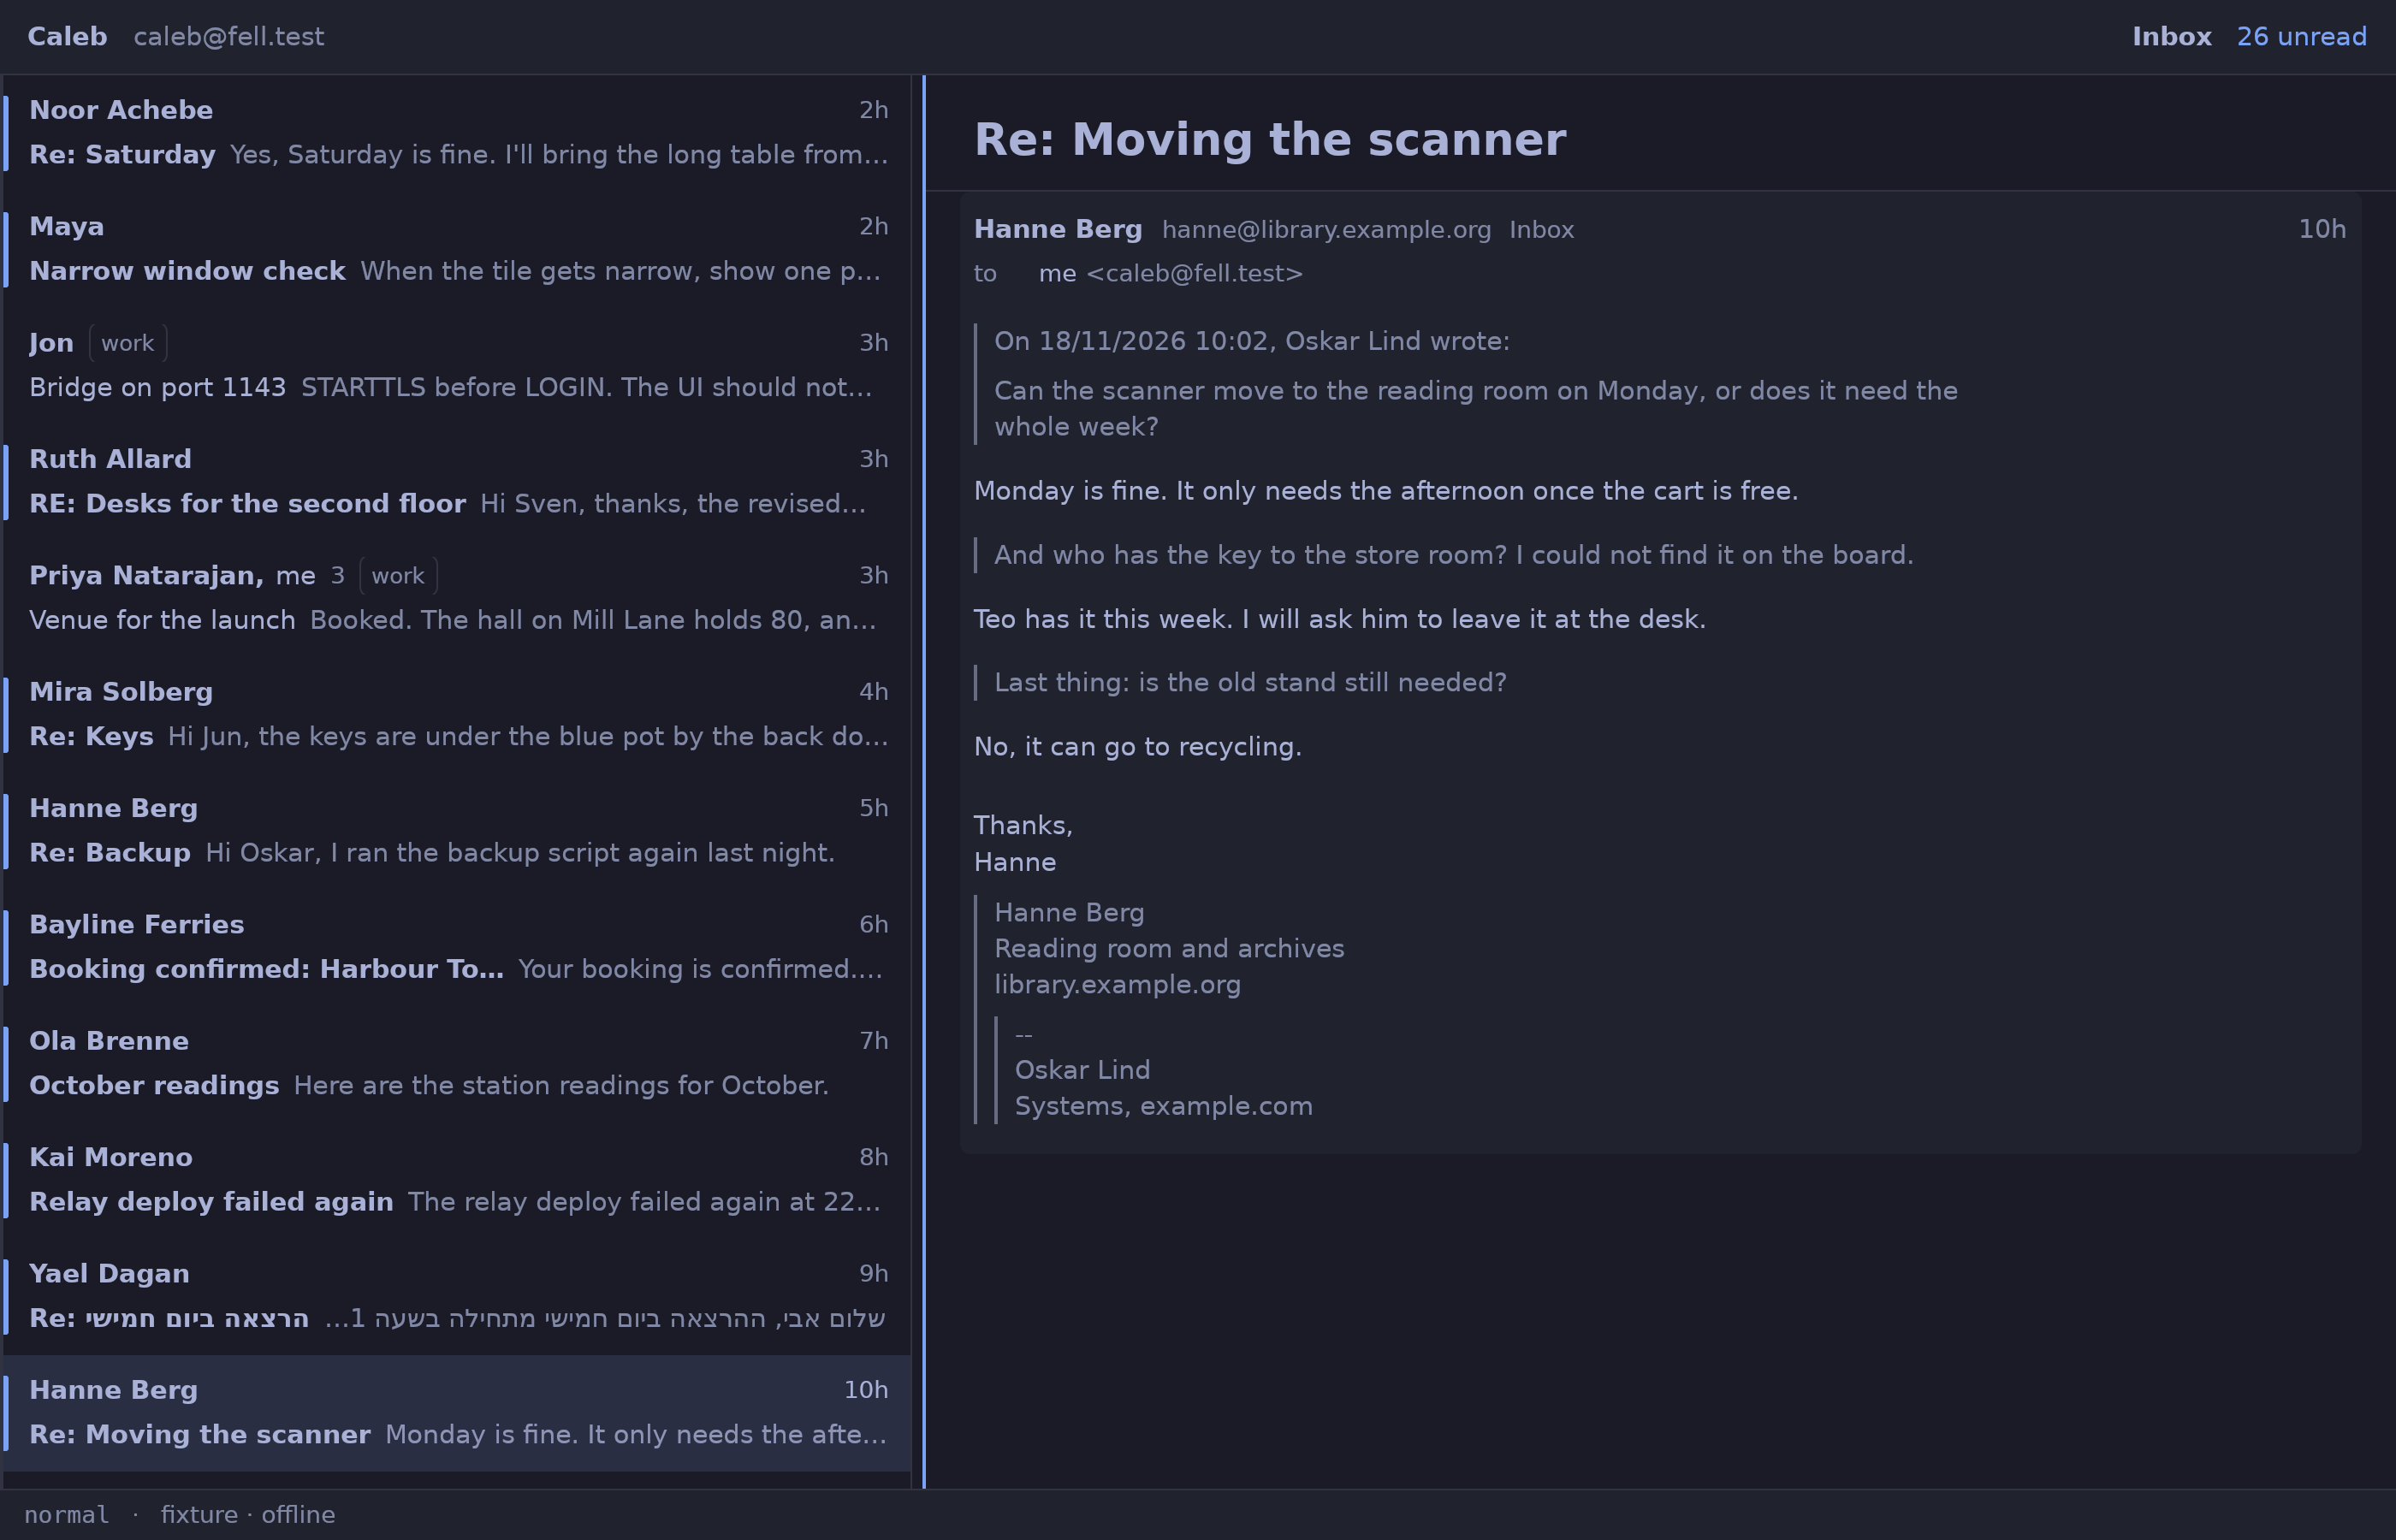 Caleb caleb@fell.test
Inbox 26 unread
Noor Achebe 2h
Re: Saturday Yes, Saturday is fine. I'll bring the long table from…
Maya 2h
Narrow window check When the tile gets narrow, show one p…
Jon work 3h
Bridge on port 1143 STARTTLS before LOGIN. The UI should not…
Ruth Allard 3h
RE: Desks for the second floor Hi Sven, thanks, the revised…
Priya Natarajan, me 3 work 3h
Venue for the launch Booked. The hall on Mill Lane holds 80, an…
Mira Solberg 4h
Re: Keys Hi Jun, the keys are under the blue pot by the back do…
Hanne Berg 5h
Re: Backup Hi Oskar, I ran the backup script again last night.
Bayline Ferries 6h
Booking confirmed: Harbour To… Your booking is confirmed.…
Ola Brenne 7h
October readings Here are the station readings for October.
Kai Moreno 8h
Relay deploy failed again The relay deploy failed again at 22…
Yael Dagan 9h
Re: הרצאה ביום חמישי שלום אבי, ההרצאה ביום חמישי מתחילה בשעה 1…
Hanne Berg 10h
Re: Moving the scanner Monday is fine. It only needs the afte…
Re: Moving the scanner
Hanne Berg hanne@library.example.org Inbox 10h
to me <caleb@fell.test>
On 18/11/2026 10:02, Oskar Lind wrote:
Can the scanner move to the reading room on Monday, or does it need the
whole week?
Monday is fine. It only needs the afternoon once the cart is free.
And who has the key to the store room? I could not find it on the board.
Teo has it this week. I will ask him to leave it at the desk.
Last thing: is the old stand still needed?
No, it can go to recycling.
Thanks,
Hanne
Hanne Berg
Reading room and archives
library.example.org
--
Oskar Lind
Systems, example.com
normal · fixture · offline